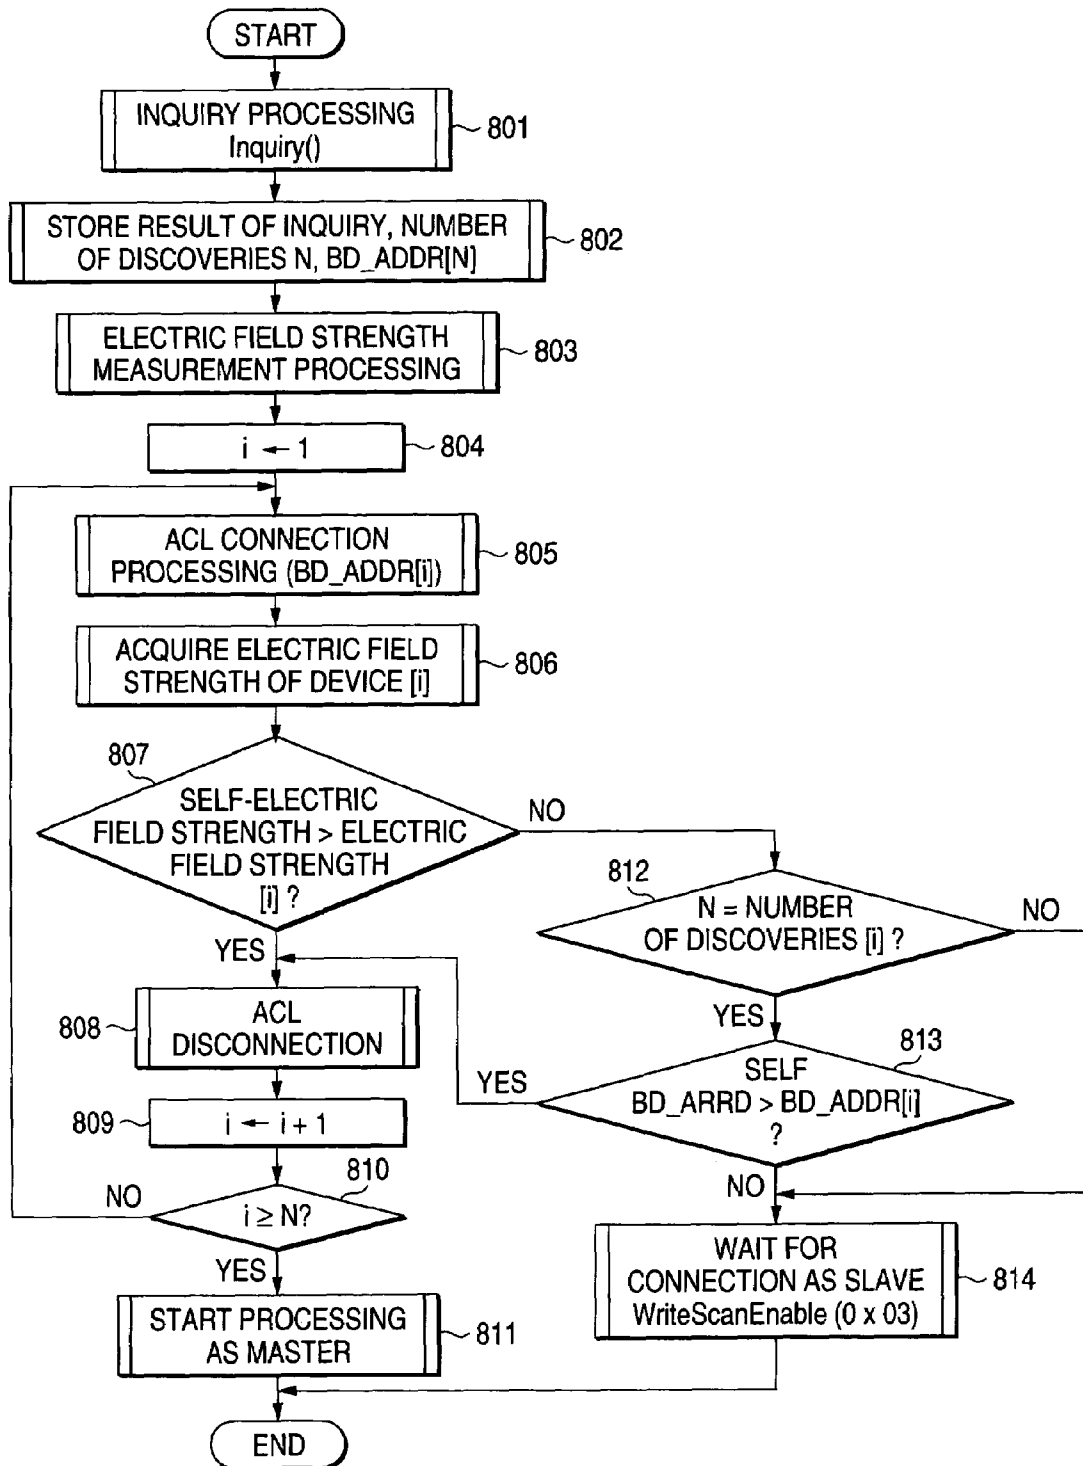 START
INQUIRY PROCESSING
Inquiry()
801
STORE RESULT OF INQUIRY, NUMBER
OF DISCOVERIES N, BD_ADDR[N]
802
ELECTRIC FIELD STRENGTH
MEASUREMENT PROCESSING
803
i ← 1
804
ACL CONNECTION
PROCESSING (BD_ADDR[i])
805
ACQUIRE ELECTRIC FIELD
STRENGTH OF DEVICE [i]
806
807
SELF-ELECTRIC
FIELD STRENGTH > ELECTRIC
FIELD STRENGTH
[i] ?
NO
YES
812
N = NUMBER
OF DISCOVERIES [i] ?
NO
YES
808
ACL
DISCONNECTION
813
SELF
BD_ARRD > BD_ADDR[i]
?
YES
NO
809
i ← i + 1
810
i ≥ N?
NO
YES
WAIT FOR
CONNECTION AS SLAVE
WriteScanEnable (0 x 03)
814
START PROCESSING
AS MASTER
811
END